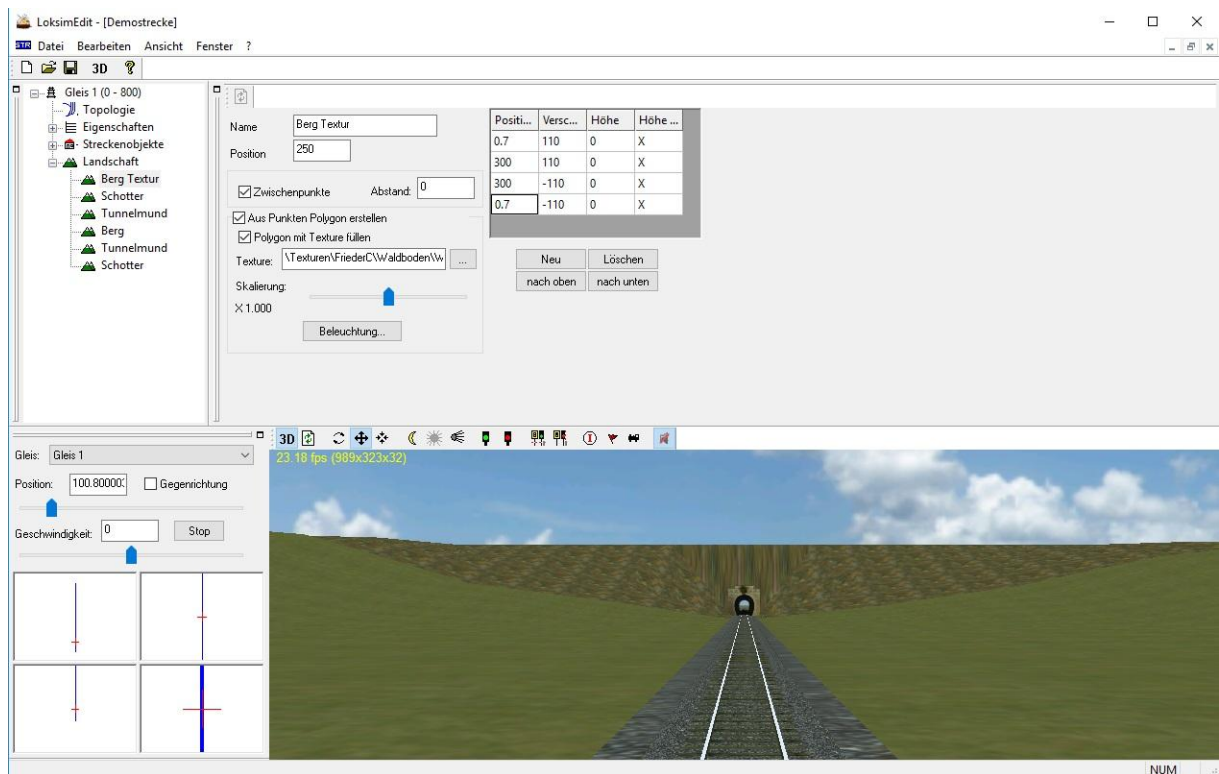 LoksimEdit - [Demostrecke]
STR Datei Bearbeiten Ansicht Fenster ?
3D
Gleis 1 (0 - 800)
Topologie
Eigenschaften
Streckenobjekte
Landschaft
Berg Textur
Schotter
Tunnelmund
Berg
Tunnelmund
Schotter
Name Berg Textur
Position 250
Zwischenpunkte Abstand: 0
Aus Punkten Polygon erstellen
Polygon mit Texture füllen
Texture: \Texturen\FriederC\Waldboden\W ...
Skalierung:
X 1.000
Beleuchtung...
Positi... Versc... Höhe Höhe ...
0.7 110 0 X
300 110 0 X
300 -110 0 X
0.7 -110 0 X
Neu Löschen
nach oben nach unten
Gleis: Gleis 1
Position: 100.80000: Gegenrichtung
Geschwindigkeit: 0 Stop
3D
23.18 fps (989x323x32)
NUM